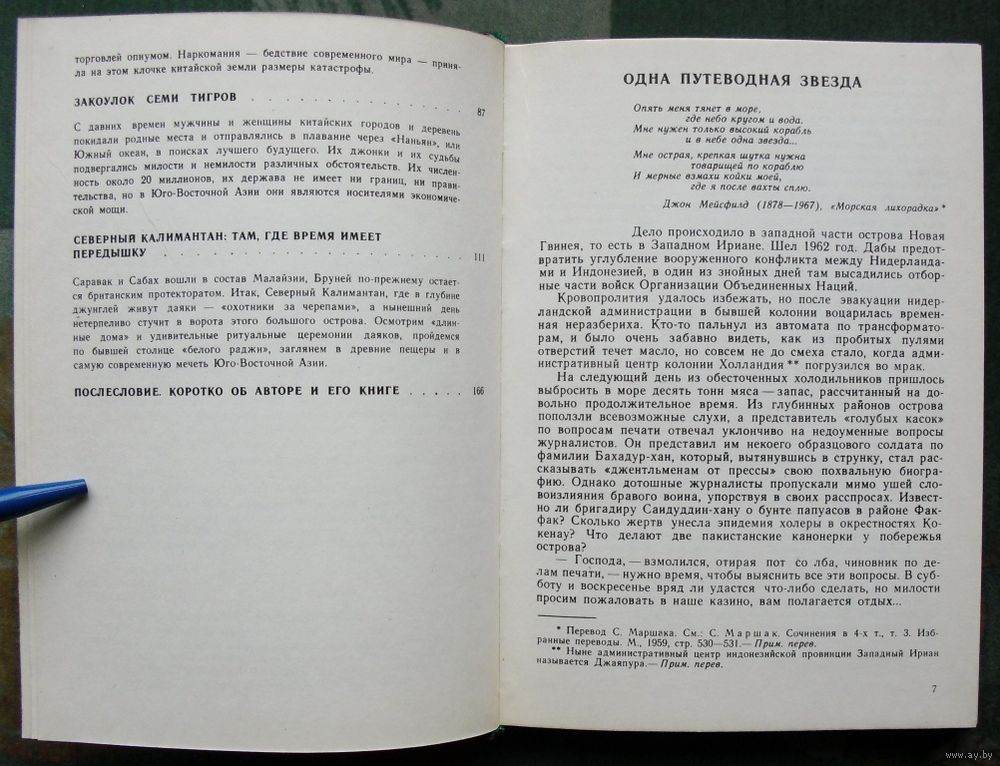 торговлей опиумом. Наркомания — бедствие современного мира — приня-
ла на этом клочке китайской земли размеры катастрофы.
ЗАКОУЛОК СЕМИ ТИГРОВ . . . . . . . . . . . . . . 87
С давних времен мужчины и женщины китайских городов и деревень
покидали родные места и отправлялись в плавание через «Наньян», или
Южный океан, в поисках лучшего будущего. Их джонки и их судьбы
подвергались милости и немилости различных обстоятельств. Их числен-
ность около 20 миллионов, их держава не имеет ни границ, ни прави-
тельства, но в Юго-Восточной Азии они являются носителями экономиче-
ской мощи.
СЕВЕРНЫЙ КАЛИМАНТАН: ТАМ, ГДЕ ВРЕМЯ ИМЕЕТ
ПЕРЕДЫШКУ . . . . . . . . . . . . . . . . . . 111
Саравак и Сабах вошли в состав Малайзии, Бруней по-прежнему остает-
ся британским протекторатом. Итак, Северный Калимантан, где в глубине
джунглей живут даяки — «охотники за черепами», а нынешний день
нетерпеливо стучит в ворота этого большого острова. Осмотрим «длин-
ные дома» и удивительные ритуальные церемонии даяков, пройдемся
по бывшей столице «белого раджи», заглянем в древние пещеры и в
самую современную мечеть Юго-Восточной Азии.
ПОСЛЕСЛОВИЕ. КОРОТКО ОБ АВТОРЕ И ЕГО КНИГЕ . . . . . 166
ОДНА ПУТЕВОДНАЯ ЗВЕЗДА
Опять меня тянет в море,
где небо кругом и вода.
Мне нужен только высокий корабль
и в небе одна звезда...
Мне острая, крепкая шутка нужна
товарищей по кораблю
И мерные взмахи койки моей,
где я после вахты сплю.
Джон Мейсфилд (1878—1967), «Морская лихорадка»*
Дело происходило в западной части острова Новая
Гвинея, то есть в Западном Ириане. Шел 1962 год. Дабы предот-
вратить углубление вооруженного конфликта между Нидерланда-
ми и Индонезией, в один из знойных дней там высадились отбор-
ные части войск Организации Объединенных Наций.
Кровопролития удалось избежать, но после эвакуации нидер-
ландской администрации в бывшей колонии воцарилась времен-
ная неразбериха. Кто-то пальнул из автомата по трансформато-
рам, и было очень забавно видеть, как из пробитых пулями
отверстий течет масло, но совсем не до смеха стало, когда адми-
нистративный центр колонии Холландия** погрузился во мрак.
На следующий день из обесточенных холодильников пришлось
выбросить в море десять тонн мяса — запас, рассчитанный на до-
вольно продолжительное время. Из глубинных районов острова
поползли всевозможные слухи, а представитель «голубых касок»
по вопросам печати отвечал уклончиво на недоуменные вопросы
журналистов. Он представил им некоего образцового солдата по
фамилии Бахадур-хан, который, вытянувшись в струнку, стал рас-
сказывать «джентльменам от прессы» свою похвальную биогра-
фию. Однако дотошные журналисты пропускали мимо ушей сло-
воизлияния бравого воина, упорствуя в своих расспросах. Извест-
но ли бригадиру Саидуддин-хану о бунте папуасов в районе Фак-
фак? Сколько жертв унесла эпидемия холеры в окрестностях Ко-
кенау? Что делают две пакистанские канонерки у побережья
острова?
— Господа, — взмолился, отирая пот со лба, чиновник по де-
лам печати, — нужно время, чтобы выяснить все эти вопросы. В суб-
боту и воскресенье вряд ли удастся что-либо сделать, но милости
просим пожаловать в наше казино, вам полагается отдых...
* Перевод С. Маршака. См.: С. Маршак. Сочинения в 4-х т., т. 3. Изб-
ранные переводы. М., 1959, стр. 530—531.— Прим. перев.
** Ныне административный центр индонезийской провинции Западный Ириан
называется Джаяпура.— Прим. перев.
7
www.ay.by